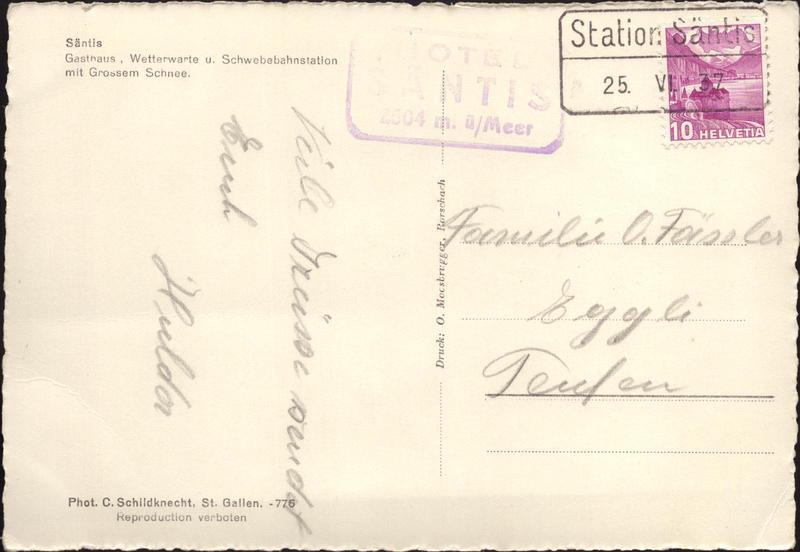 Säntis
Gasthaus, Wetterwarte u. Schwebebahnstation
mit Grossem Schnee.
HOTEL
SÄNTIS
2504 m. ü/Meer
Station Säntis
25. VI. 37
10 HELVETIA
Viele Grüsse sendet
Euch
Hulda
Druck: O. Moosbrugger, Rorschach
Familie O. Fässler
Eggli
Teufen
Phot. C. Schildknecht, St. Gallen. -776
Reproduction verboten